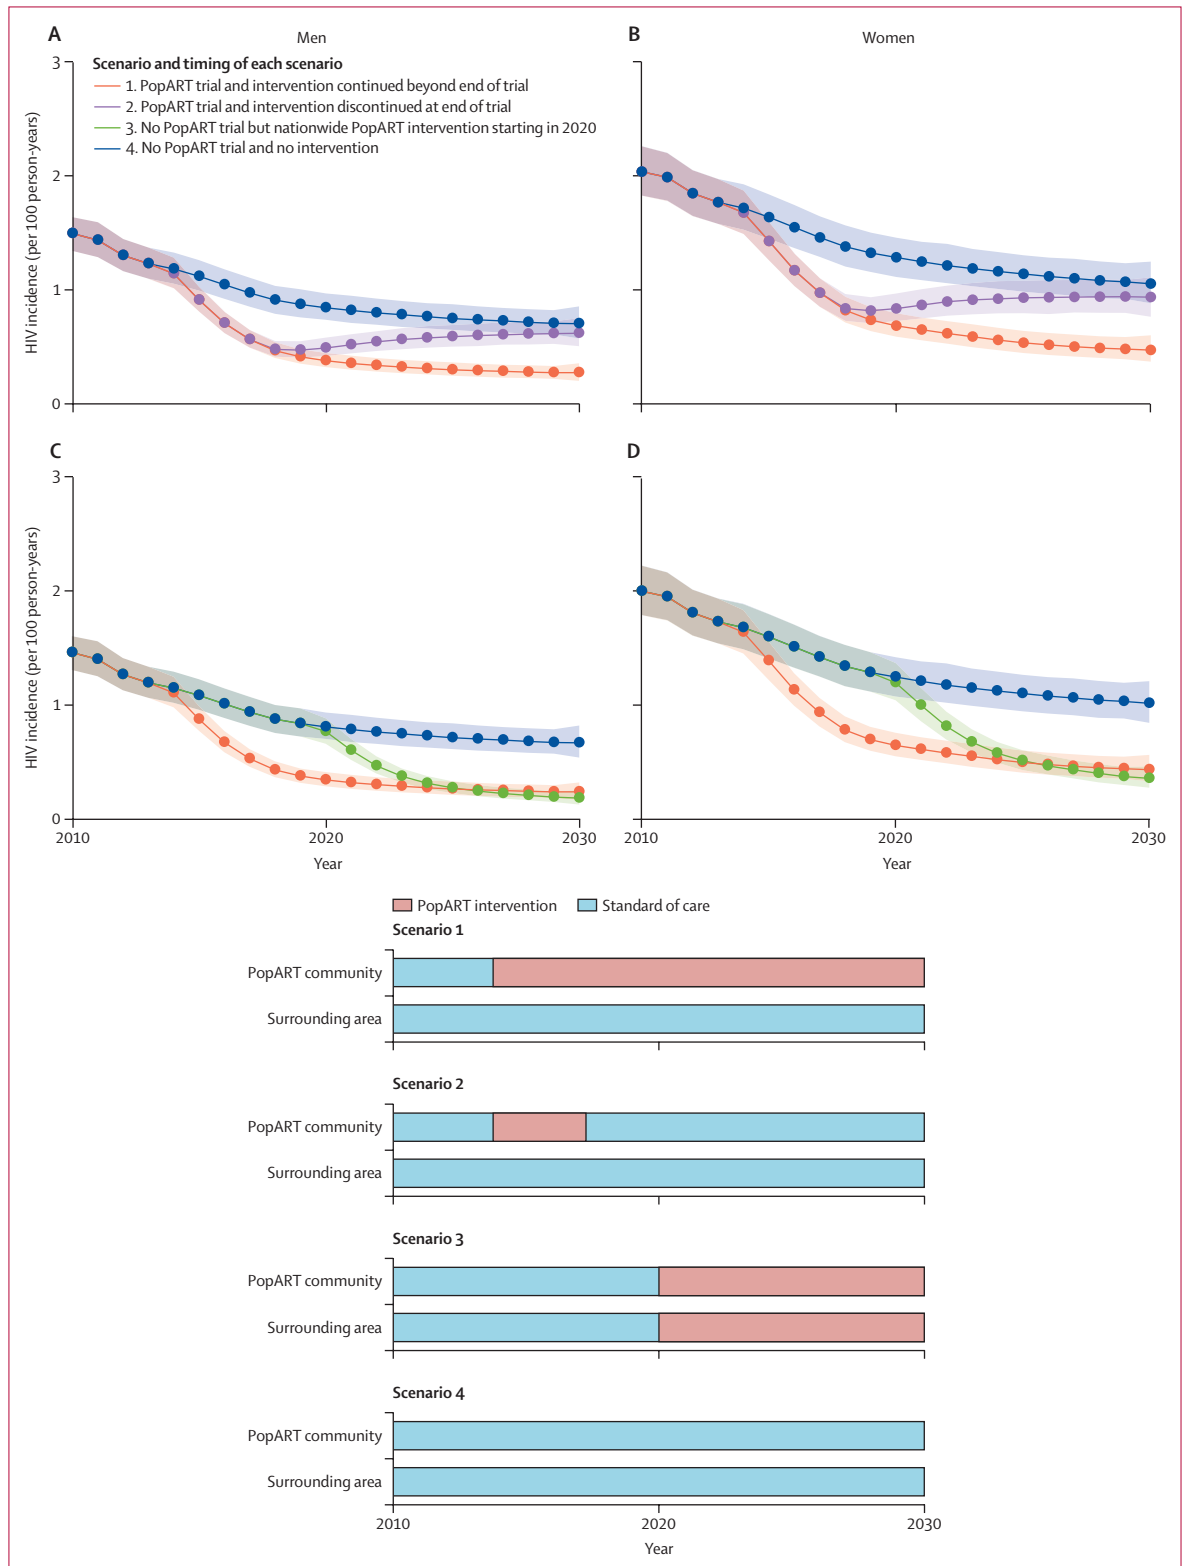 A
Men
B
Women
Scenario and timing of each scenario
1. PopART trial and intervention continued beyond end of trial
2. PopART trial and intervention discontinued at end of trial
3. No PopART trial but nationwide PopART intervention starting in 2020
4. No PopART trial and no intervention
HIV incidence (per 100 person-years)
3
2
1
0
C
D
HIV incidence (per 100 person-years)
3
2
1
0
2010
2020
2030
2010
2020
2030
Year
Year
PopART intervention
Standard of care
Scenario 1
PopART community
Surrounding area
Scenario 2
PopART community
Surrounding area
Scenario 3
PopART community
Surrounding area
Scenario 4
PopART community
Surrounding area
2010
2020
2030
Year